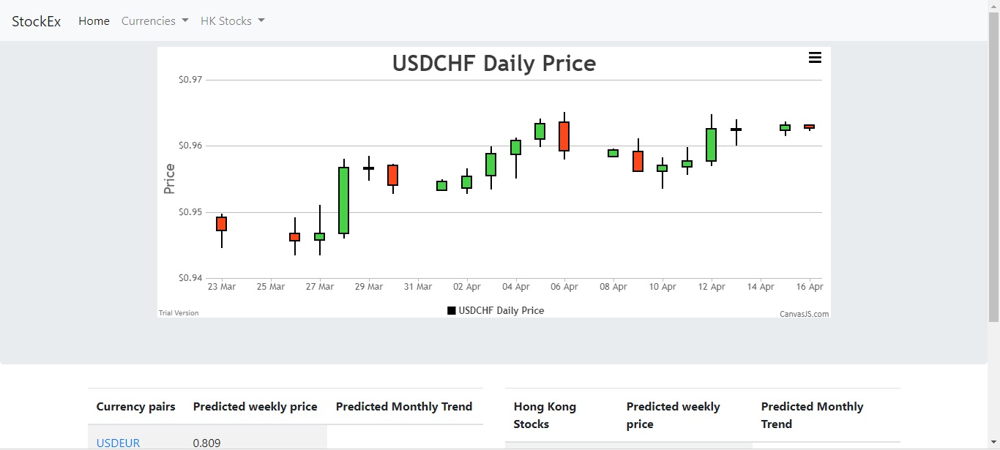 StockEx Home Currencies HK Stocks
USDCHF Daily Price
$0.97
$0.96
$0.95
$0.94
Price
23 Mar 25 Mar 27 Mar 29 Mar 31 Mar 02 Apr 04 Apr 06 Apr 08 Apr 10 Apr 12 Apr 14 Apr 16 Apr
USDCHF Daily Price
Trial Version
CanvasJS.com
Currency pairs Predicted weekly price Predicted Monthly Trend
USDEUR 0.809
Hong Kong
Stocks
Predicted weekly
price
Predicted Monthly
Trend